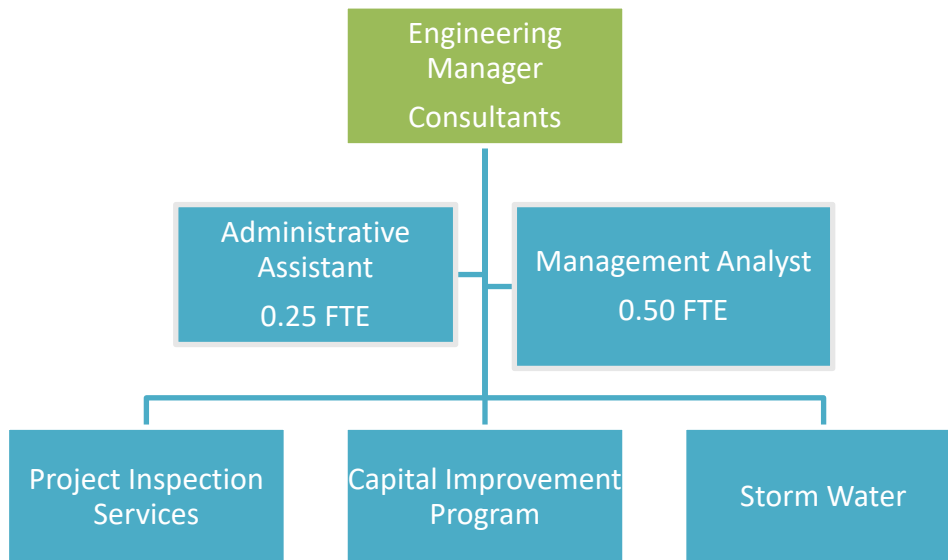 Engineering
Manager
Consultants
Administrative
Assistant
0.25 FTE
Management Analyst
0.50 FTE
Project Inspection
Services
Capital Improvement
Program
Storm Water